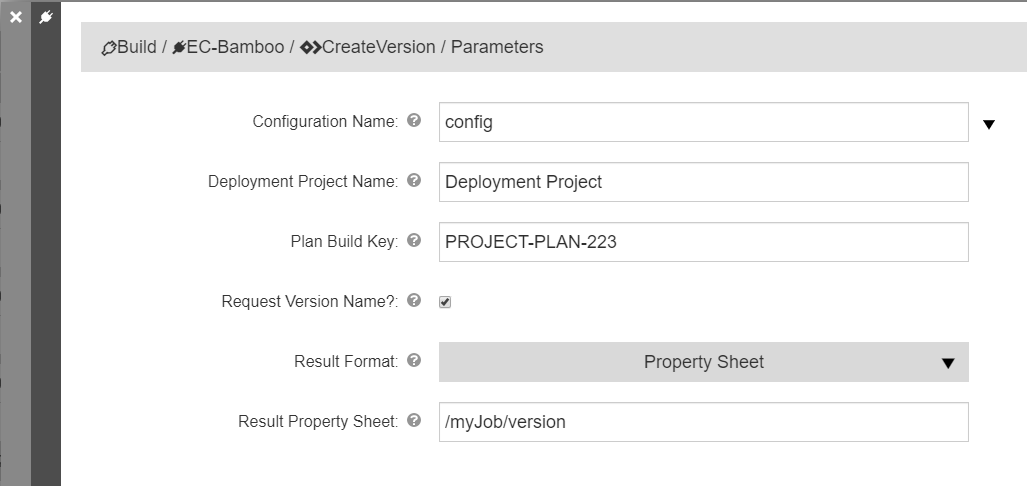 Build / EC-Bamboo / CreateVersion / Parameters
Configuration Name: config
Deployment Project Name: Deployment Project
Plan Build Key: PROJECT-PLAN-223
Request Version Name?:
Result Format: Property Sheet
Result Property Sheet: /myJob/version